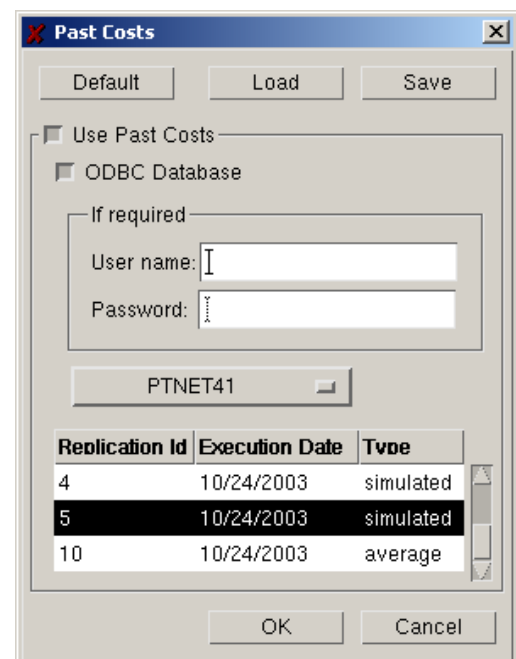 Past Costs
Default Load Save
Use Past Costs
ODBC Database
If required
User name:
Password:
PTNET41
Replication Id Execution Date Type
4 10/24/2003 simulated
5 10/24/2003 simulated
10 10/24/2003 average
OK Cancel